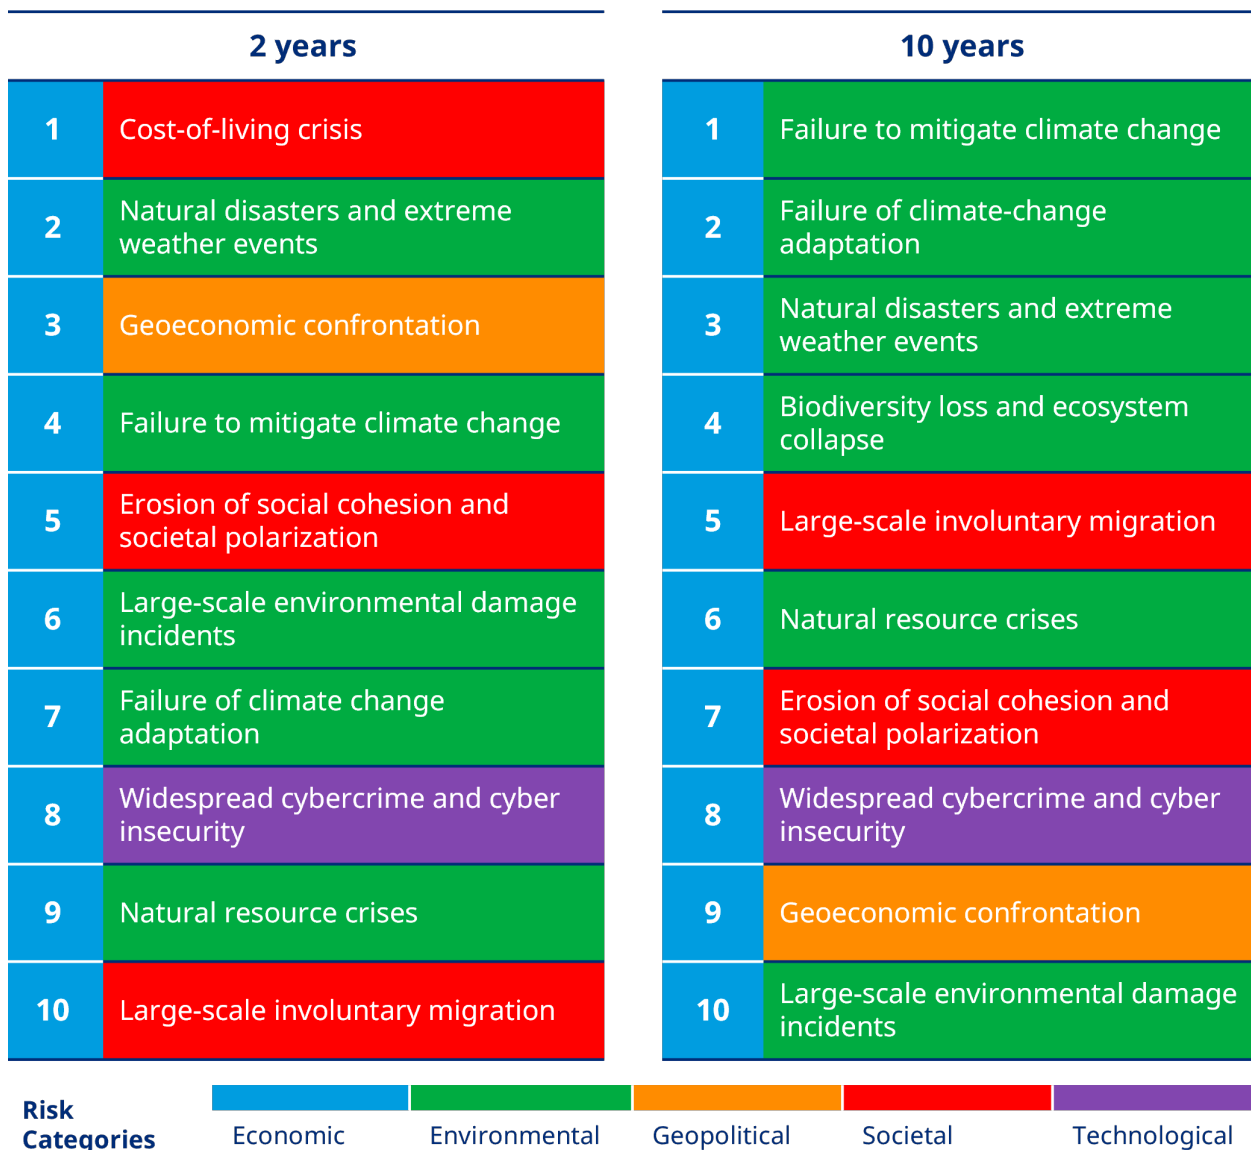 2 years
1
Cost-of-living crisis
2
Natural disasters and extreme
weather events
3
Geoeconomic confrontation
4
Failure to mitigate climate change
5
Erosion of social cohesion and
societal polarization
6
Large-scale environmental damage
incidents
7
Failure of climate change
adaptation
8
Widespread cybercrime and cyber
insecurity
9
Natural resource crises
10
Large-scale involuntary migration
10 years
1
Failure to mitigate climate change
2
Failure of climate-change
adaptation
3
Natural disasters and extreme
weather events
4
Biodiversity loss and ecosystem
collapse
5
Large-scale involuntary migration
6
Natural resource crises
7
Erosion of social cohesion and
societal polarization
8
Widespread cybercrime and cyber
insecurity
9
Geoeconomic confrontation
10
Large-scale environmental damage
incidents
Risk
Categories
Economic
Environmental
Geopolitical
Societal
Technological